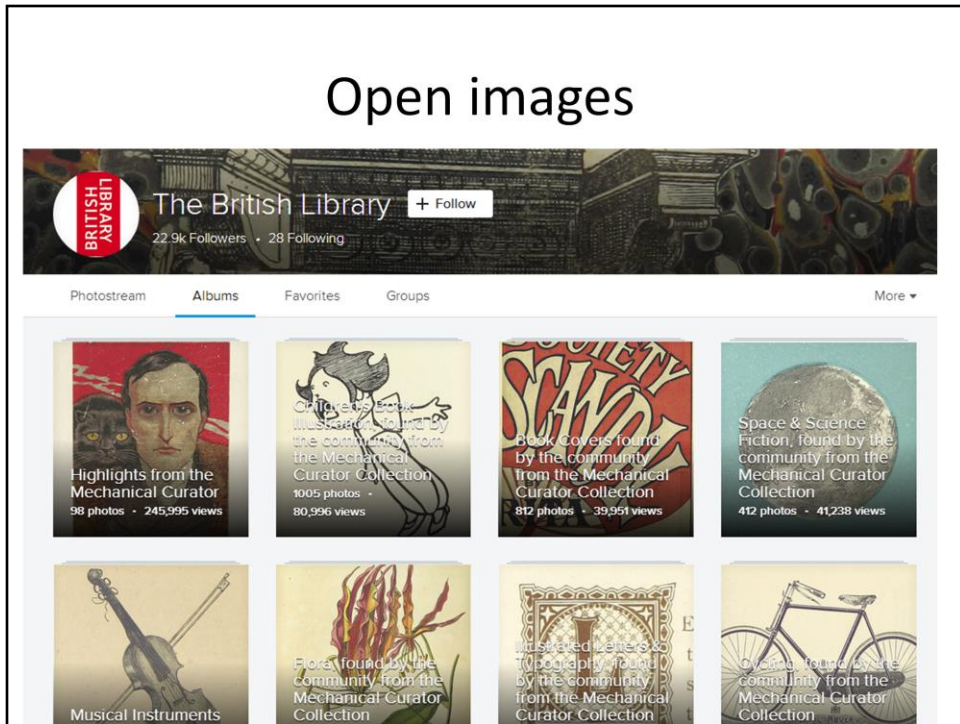 Open images
LIBRARY
BRITISH
The British Library
+ Follow
22.9k Followers • 28 Following
Photostream
Albums
Favorites
Groups
More ▾
Highlights from the
Mechanical Curator
98 photos • 245,995 views
Children's Book
Illustration, found by
the community from
the Mechanical
Curator Collection
1005 photos •
80,996 views
SOCIETY
SCANDAL
Book Covers found
by the community
from the Mechanical
Curator Collection
812 photos • 39,951 views
Space & Science
Fiction, found by the
community from the
Mechanical Curator
Collection
412 photos • 41,238 views
Musical Instruments
Flora, found by the
community from the
Mechanical Curator
Collection
Illustrated Letters &
Typography, found
by the community
from the Mechanical
Curator Collection
Cycling, found by the
community from the
Mechanical Curator
Collection